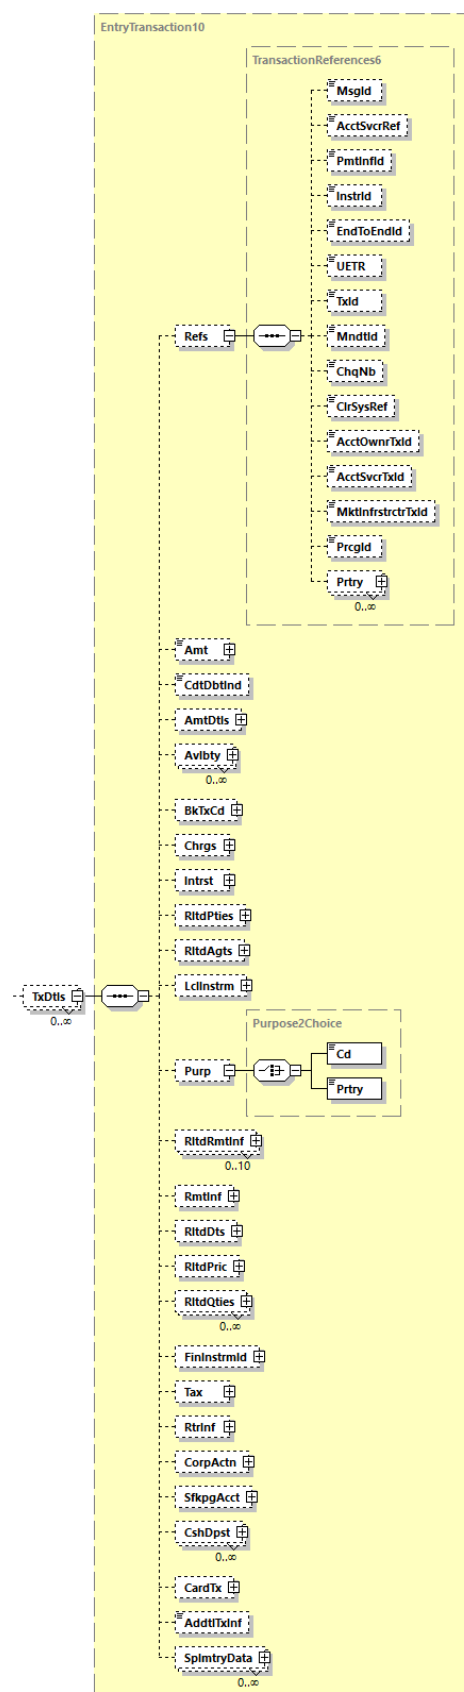 EntryTransaction10
TransactionReferences6
MsgId
AcctSvcrRef
PmtInfId
InstrId
EndToEndId
UETR
TxId
Refs
MndtId
ChqNb
ClrSysRef
AcctOwnrTxId
AcctSvcrTxId
MktInfrstrctrTxId
PrcgId
Prtry
0..∞
Amt
CdtDbtInd
AmtDtls
Avlbty
0..∞
BkTxCd
Chrgs
Intrst
RltdPties
RltdAgts
LclInstrm
TxDtls
0..∞
Purpose2Choice
Cd
Purp
Prtry
RltdRmtInf
0..10
RmtInf
RltdDts
RltdPric
RltdQties
0..∞
FinInstrmId
Tax
RtrInf
CorpActn
SfkpgAcct
CshDpst
0..∞
CardTx
AddtlTxInf
SplmtryData
0..∞